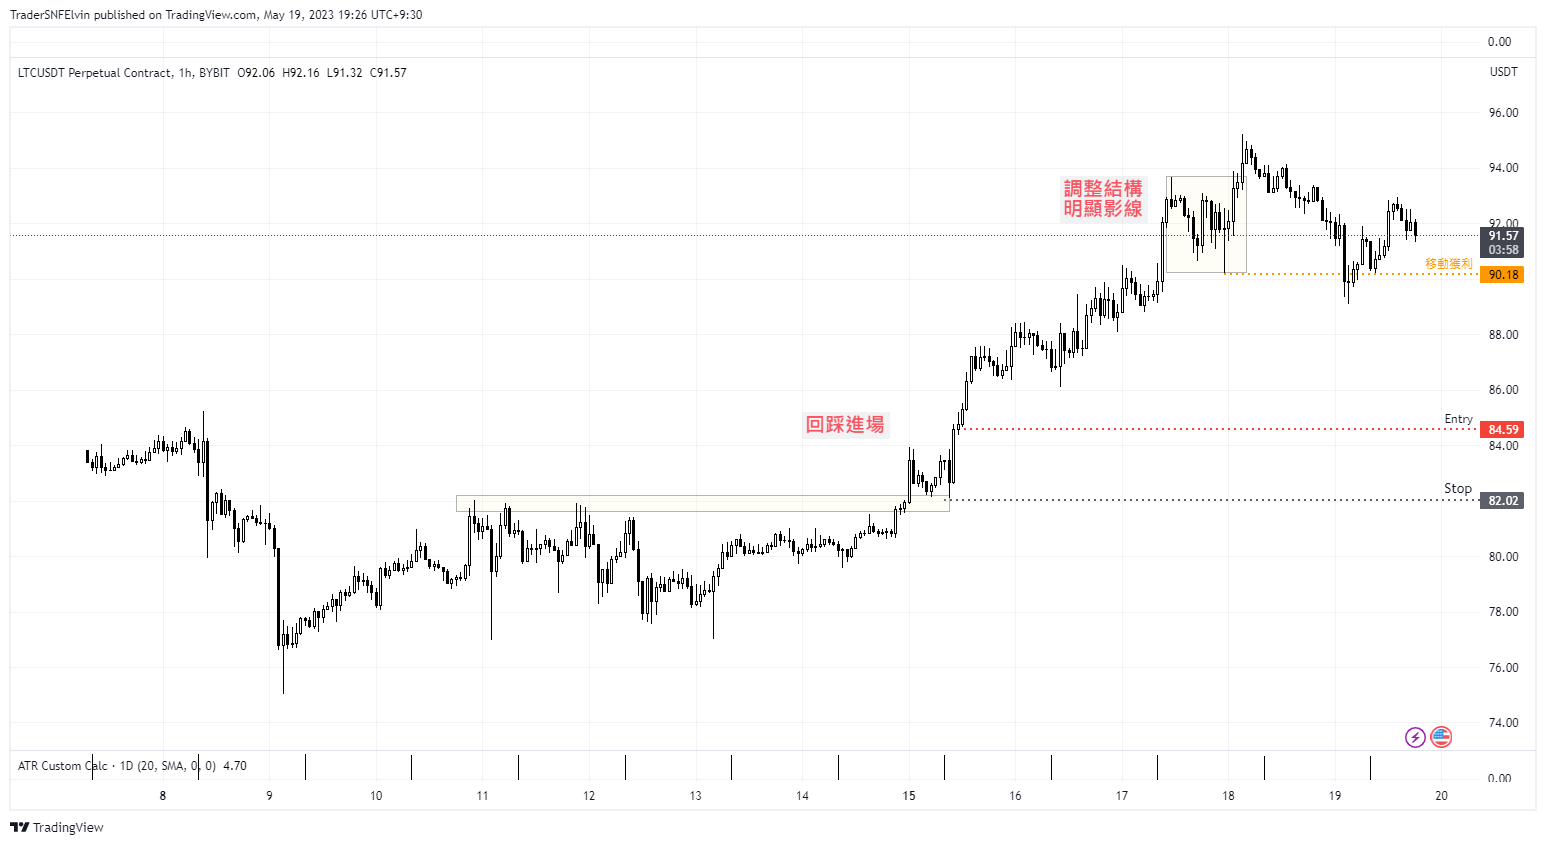 TraderSNFElvin published on TradingView.com, May 19, 2023 19:26 UTC+9:30
0.00
LTCUSDT Perpetual Contract, 1h, BYBIT O92.06 H92.16 L91.32 C91.57
USDT
96.00
94.00
調整結構
明顯影線
92.00
91.57
03:58
移動獲利
90.18
88.00
86.00
回踩進場
Entry
84.59
84.00
Stop
82.02
80.00
78.00
76.00
74.00
ATR Custom Calc · 1D (20, SMA, 0, 0) 4.70
0.00
8 9 10 11 12 13 14 15 16 17 18 19 20
TradingView